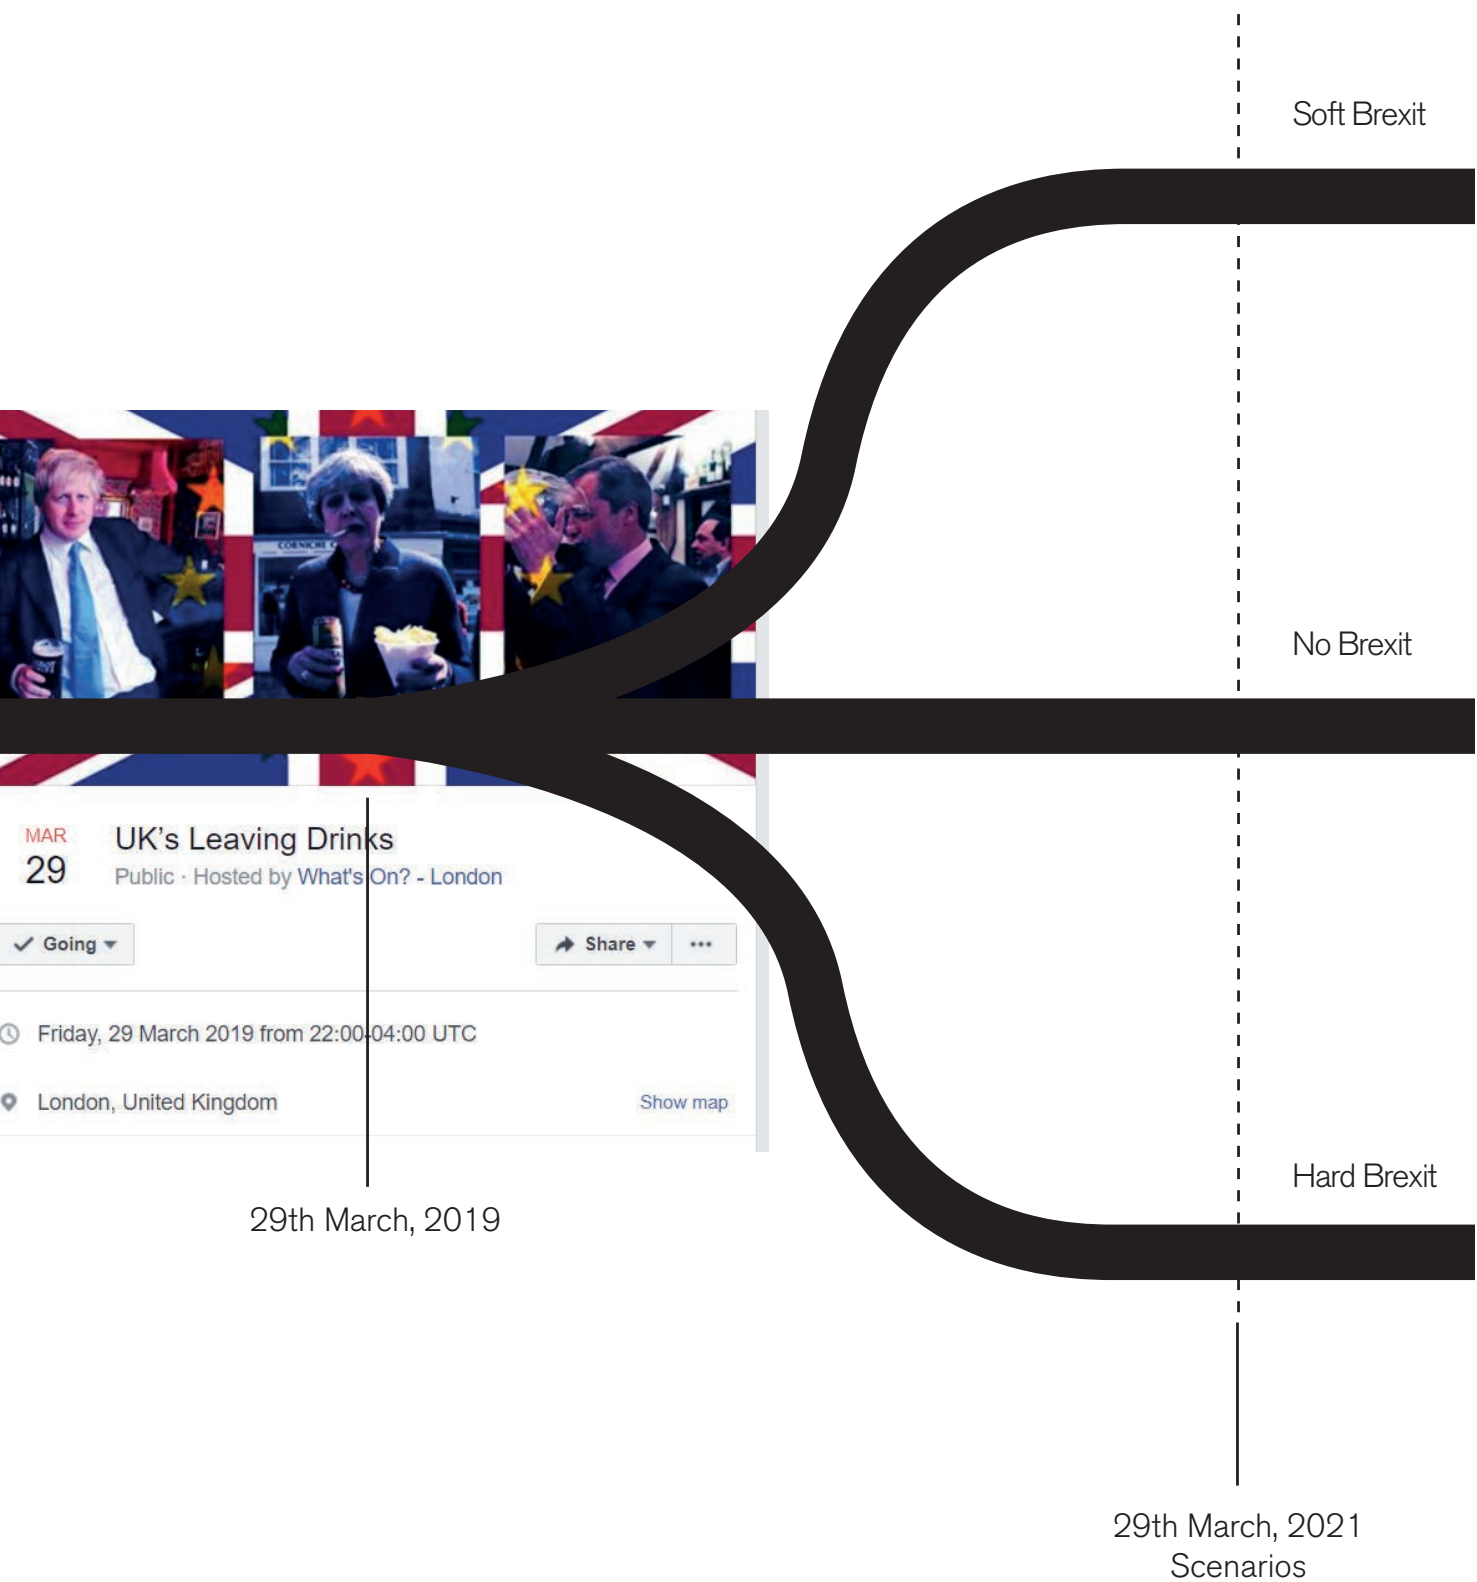 Soft Brexit
CORNICHE
No Brexit
MAR
29
UK’s Leaving Drinks
Public · Hosted by What's On? - London
Going
Share
Friday, 29 March 2019 from 22:00-04:00 UTC
London, United Kingdom
Show map
Hard Brexit
29th March, 2019
29th March, 2021
Scenarios